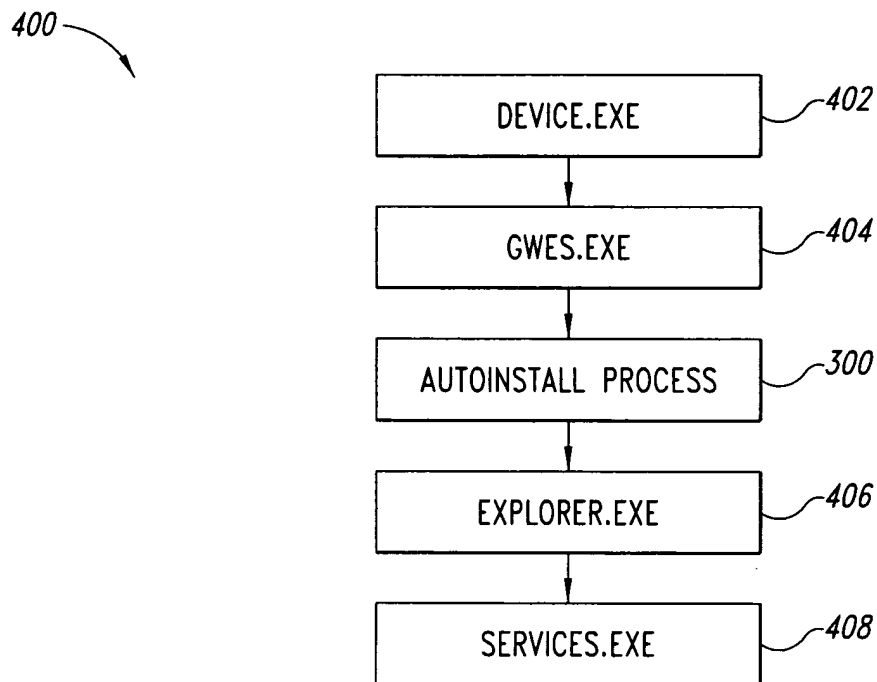 400
DEVICE.EXE
402
GWES.EXE
404
AUTOINSTALL PROCESS
300
EXPLORER.EXE
406
SERVICES.EXE
408